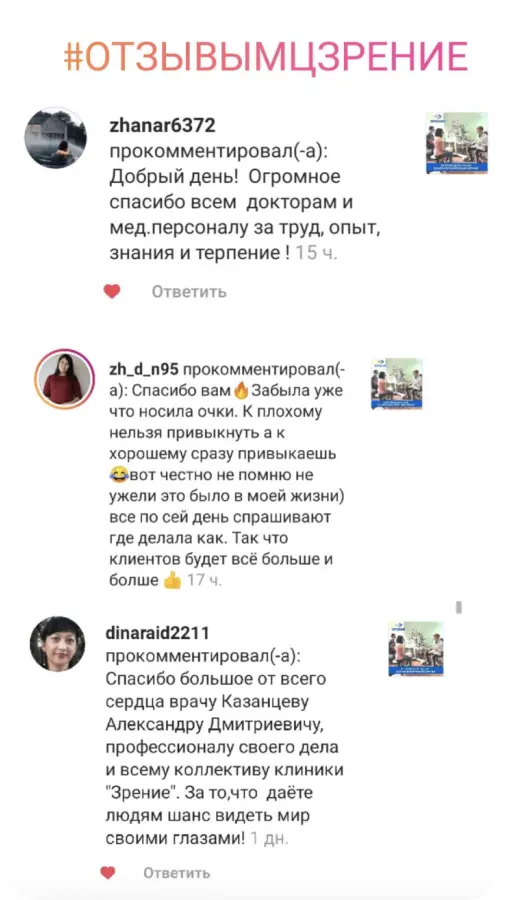 #ОТЗЫВЫМЦЗРЕНИЕ
zhanar6372
прокомментировал(-а):
Добрый день! Огромное
спасибо всем докторам и
мед.персоналу за труд, опыт,
знания и терпение ! 15 ч.
Ответить
zh_d_n95 прокомментировал(-
а): Спасибо вам🔥Забыла уже
что носила очки. К плохому
нельзя привыкнуть а к
хорошему сразу привыкаешь
😂вот честно не помню не
ужели это было в моей жизни)
все по сей день спрашивают
где делала как. Так что
клиентов будет всё больше и
болше 👍 17 ч.
dinaraid2211
прокомментировал(-а):
Спасибо большое от всего
сердца врачу Казанцеву
Александру Дмитриевичу,
профессионалу своего дела
и всему коллективу клиники
"Зрение". За то,что даёте
людям шанс видеть мир
своими глазами! 1 дн.
Ответить